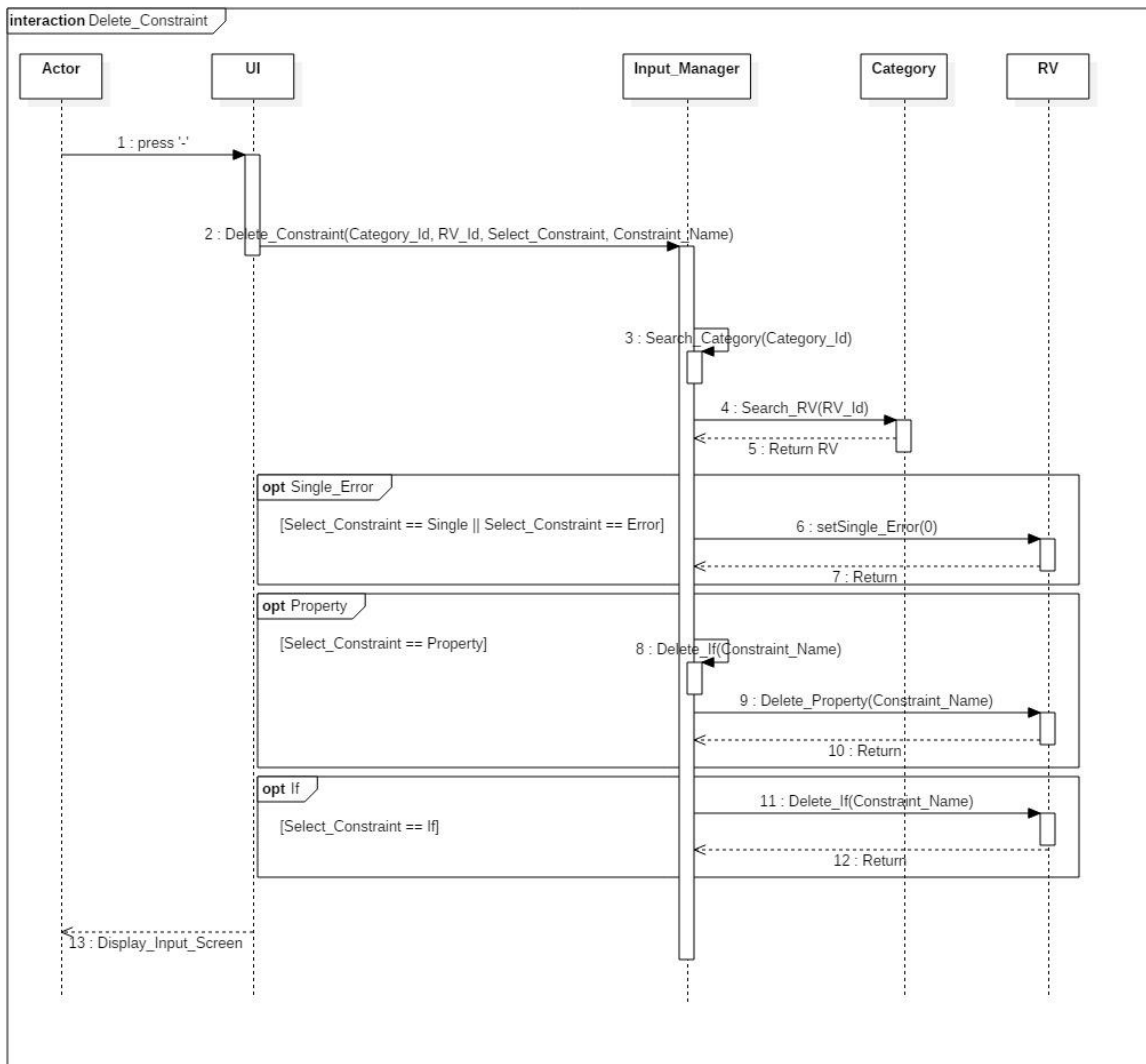 interaction Delete_Constraint
Actor
UI
Input_Manager
Category
RV
1 : press '-'
2 : Delete_Constraint(Category_Id, RV_Id, Select_Constraint, Constraint_Name)
3 : Search_Category(Category_Id)
4 : Search_RV(RV_Id)
5 : Return RV
opt Single_Error
[Select_Constraint == Single || Select_Constraint == Error]
6 : setSingle_Error(0)
7 : Return
opt Property
[Select_Constraint == Property]
8 : Delete_If(Constraint_Name)
9 : Delete_Property(Constraint_Name)
10 : Return
opt If
11 : Delete_If(Constraint_Name)
[Select_Constraint == If]
12 : Return
13 : Display_Input_Screen